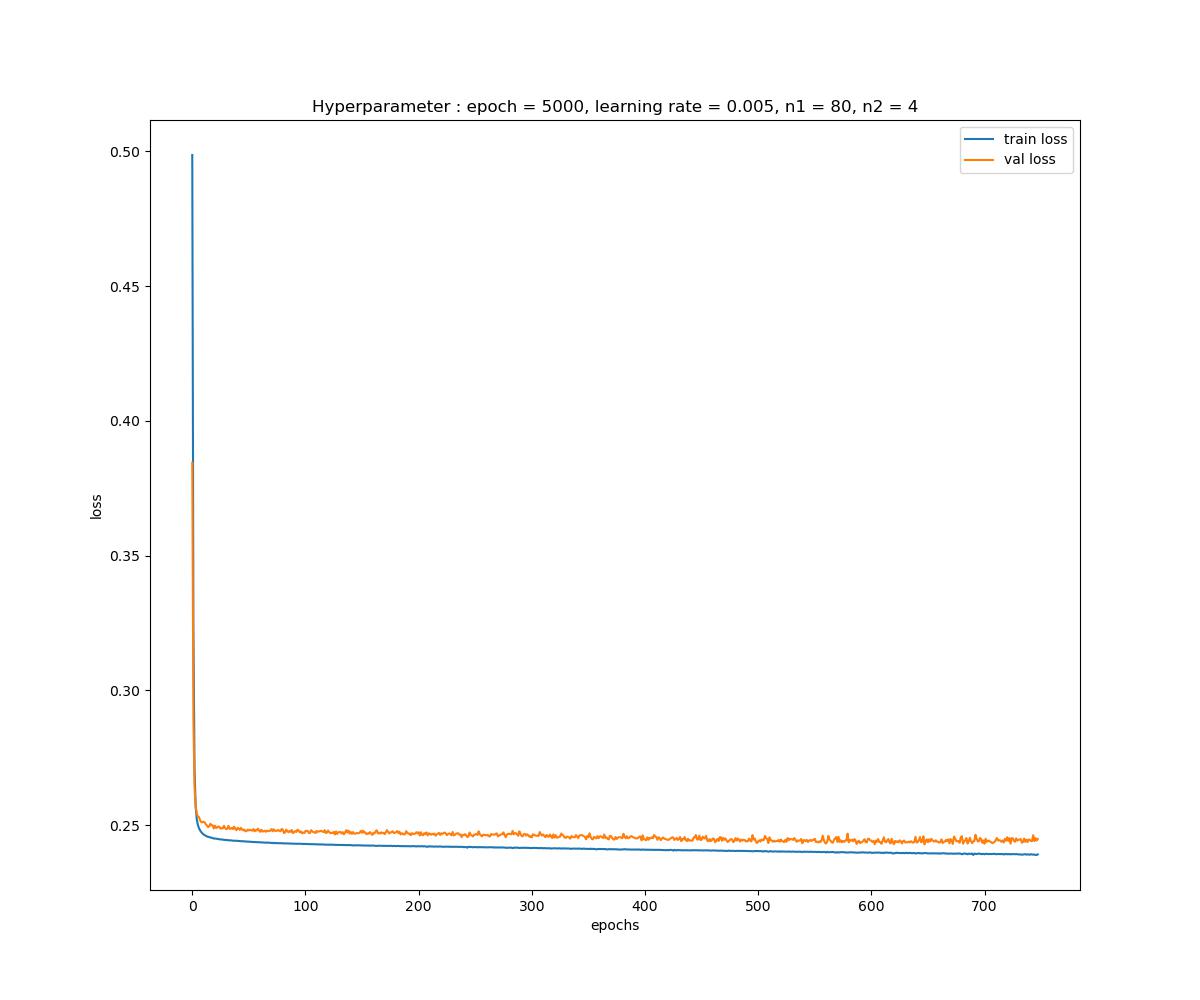 Hyperparameter : epoch = 5000, learning rate = 0.005, n1 = 80, n2 = 4
train loss
val loss
0.50
0.45
0.40
0.35
0.30
0.25
loss
0 100 200 300 400 500 600 700
epochs